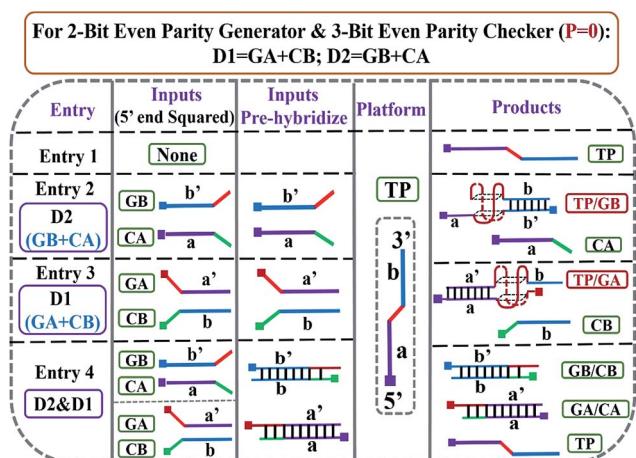 For 2-Bit Even Parity Generator & 3-Bit Even Parity Checker (P=0):
D1=GA+CB; D2=GB+CA
Entry
Inputs
(5' end Squared)
Inputs
Pre-hybridize
Platform
Products
Entry 1
None
TP
Entry 2
D2
(GB+CA)
GB
b'
CA
a
b'
a
TP
3'
b
a
5'
b
b'
a
TP/GB
a
CA
Entry 3
D1
(GA+CB)
GA
a'
CB
b
a'
b
a'
a
b
TP/GA
b
CB
Entry 4
D2&D1
GB
b'
CA
a
GA
a'
CB
b
b'
b
a'
a
b'
b
GB/CB
a'
a
GA/CA
TP